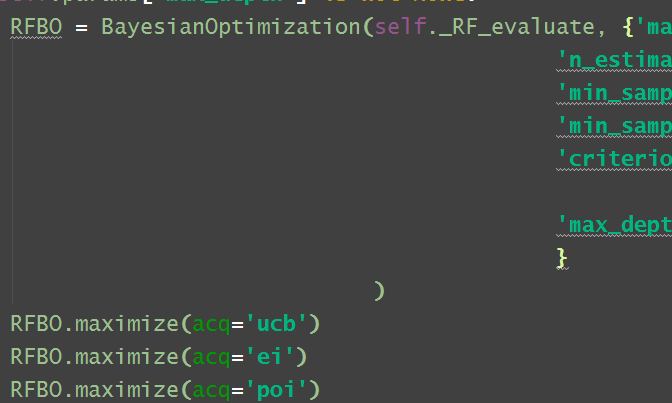 RFBO = BayesianOptimization(self._RF_evaluate, {'ma
'n_estima
'min_samp
'min_samp
'criterio
'max_dept
}
)
RFBO.maximize(acq='ucb')
RFBO.maximize(acq='ei')
RFBO.maximize(acq='poi')